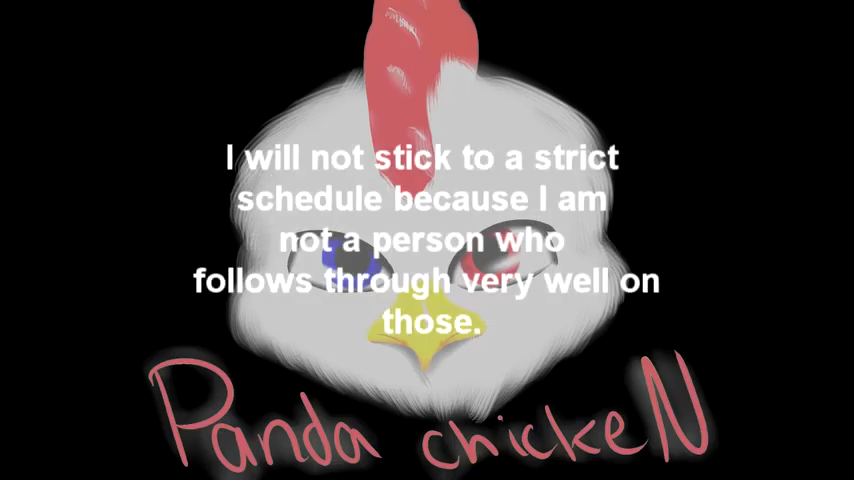 I will not stick to a strict
schedule because I am
not a person who
follows through very well on
those.
Panda chickeN